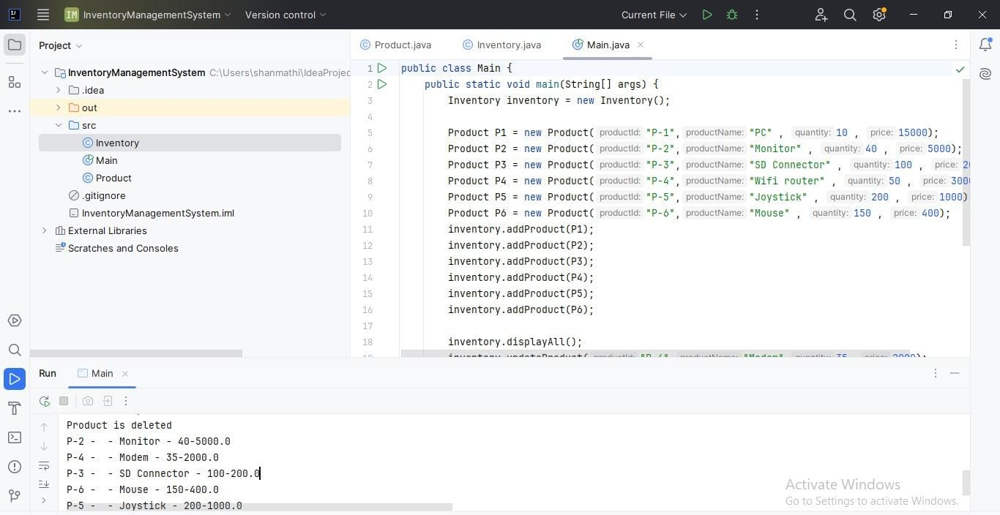 IM InventoryManagementSystem Version control Current File
Project
Product.java Inventory.java Main.java
InventoryManagementSystem C:\Users\shanmathi\IdeaProjec
.idea
out
src
Inventory
Main
Product
.gitignore
InventoryManagementSystem.iml
External Libraries
Scratches and Consoles
1 public class Main {
2 public static void main(String[] args) {
3 Inventory inventory = new Inventory();
4
5 Product P1 = new Product( productId: "P-1", productName: "PC" , quantity: 10 , price: 15000);
6 Product P2 = new Product( productId: "P-2", productName: "Monitor" , quantity: 40 , price: 5000);
7 Product P3 = new Product( productId: "P-3", productName: "SD Connector" , quantity: 100 , price: 20
8 Product P4 = new Product( productId: "P-4", productName: "Wifi router" , quantity: 50 , price: 3000
9 Product P5 = new Product( productId: "P-5", productName: "Joystick" , quantity: 200 , price: 1000)
10 Product P6 = new Product( productId: "P-6", productName: "Mouse" , quantity: 150 , price: 400);
11 inventory.addProduct(P1);
12 inventory.addProduct(P2);
13 inventory.addProduct(P3);
14 inventory.addProduct(P4);
15 inventory.addProduct(P5);
16 inventory.addProduct(P6);
17
18 inventory.displayAll();
Run Main
Product is deleted
P-2 - - Monitor - 40-5000.0
P-4 - - Modem - 35-2000.0
P-3 - - SD Connector - 100-200.0
P-6 - - Mouse - 150-400.0
P-5 - - Joystick - 200-1000.0
Activate Windows
Go to Settings to activate Windows.